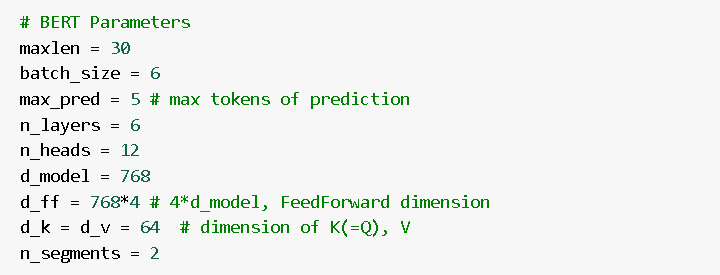 # BERT Parameters
maxlen = 30
batch_size = 6
max_pred = 5 # max tokens of prediction
n_layers = 6
n_heads = 12
d_model = 768
d_ff = 768*4 # 4*d_model, FeedForward dimension
d_k = d_v = 64  # dimension of K(=Q), V
n_segments = 2